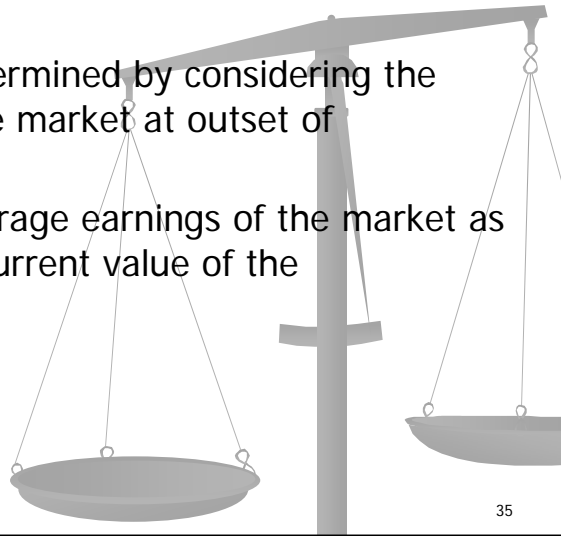 ermined by considering the
e market at outset of
rage earnings of the market as
urrent value of the
35